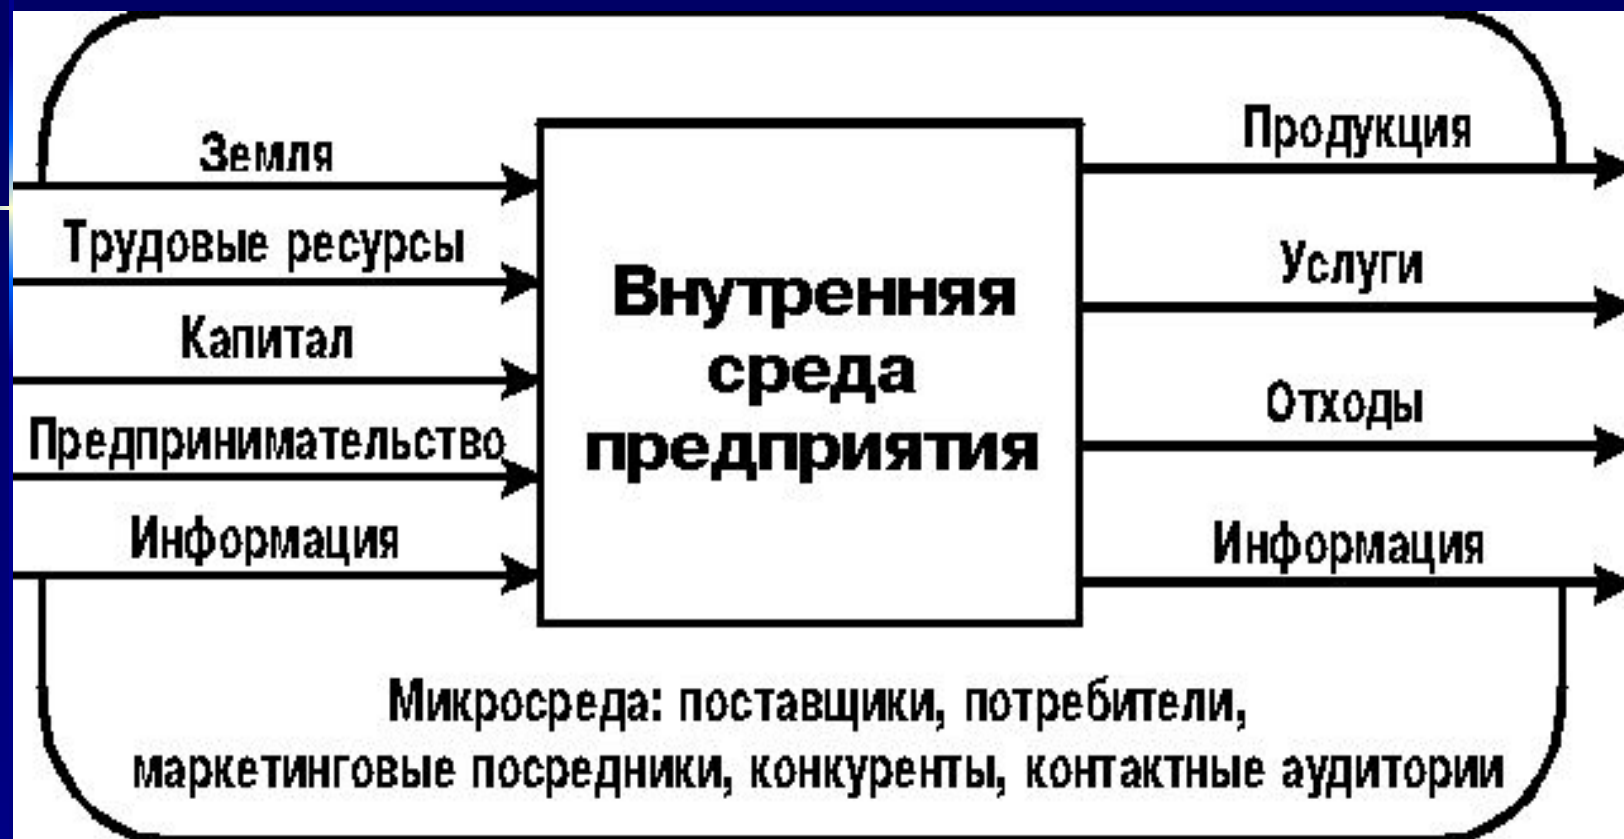 Земля
Трудовые ресурсы
Капитал
Предпринимательство
Информация
Внутренняя
среда
предприятия
Продукция
Услуги
Отходы
Информация
Микросреда: поставщики, потребители,
маркетинговые посредники, конкуренты, контактные аудитории